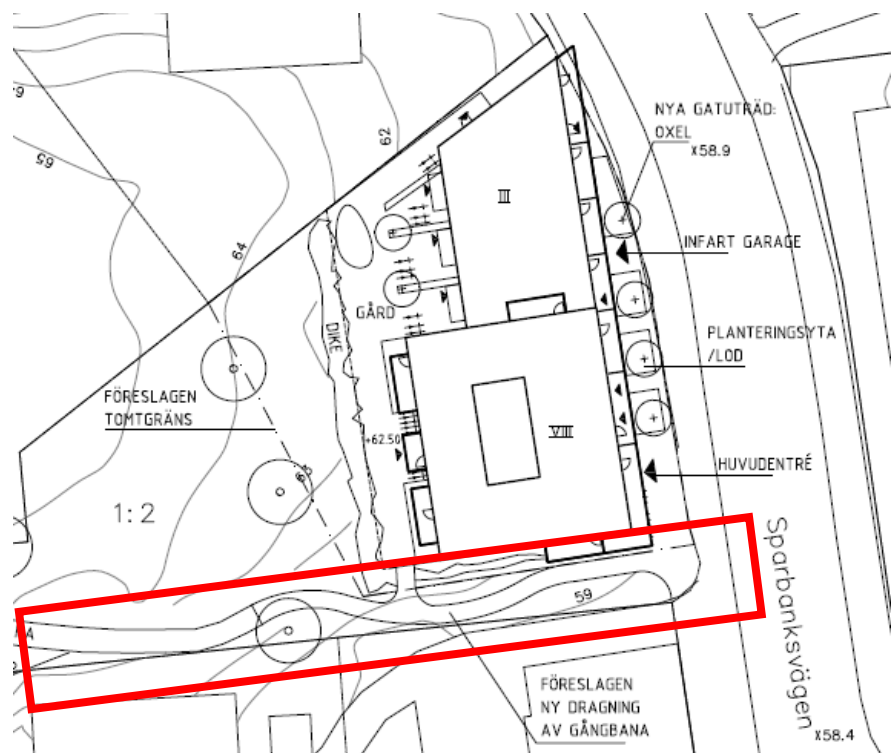 NYA GATUTRÄD:
OXEL
x58.9
62
65
64
III
INFART GARAGE
GÅRD
DIKE
PLANTERINGSYTA
/LOD
FÖRESLAGEN
TOMTGRÄNS
VIII
+62.50
HUVUDENTRÉ
1:2
Sparbanksvägen
59
FÖRESLAGEN
NY DRAGNING
AV GÅNGBANA
x58.4